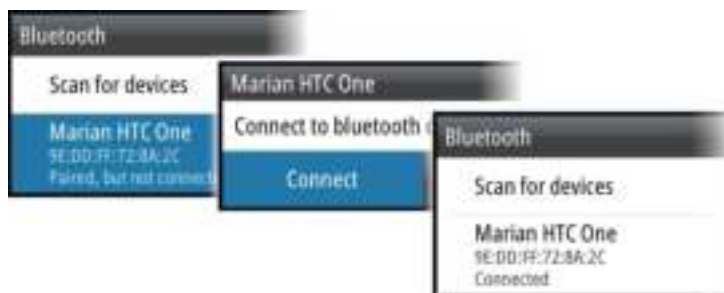 Bluetooth
Scan for devices
Marian HTC One
9E:DD:FF:72:8A:2C
Paired, but not connect
Marian HTC One
Connect to bluetooth
Connect
Bluetooth
Scan for devices
Marian HTC One
9E:DD:FF:72:8A:2C
Connected